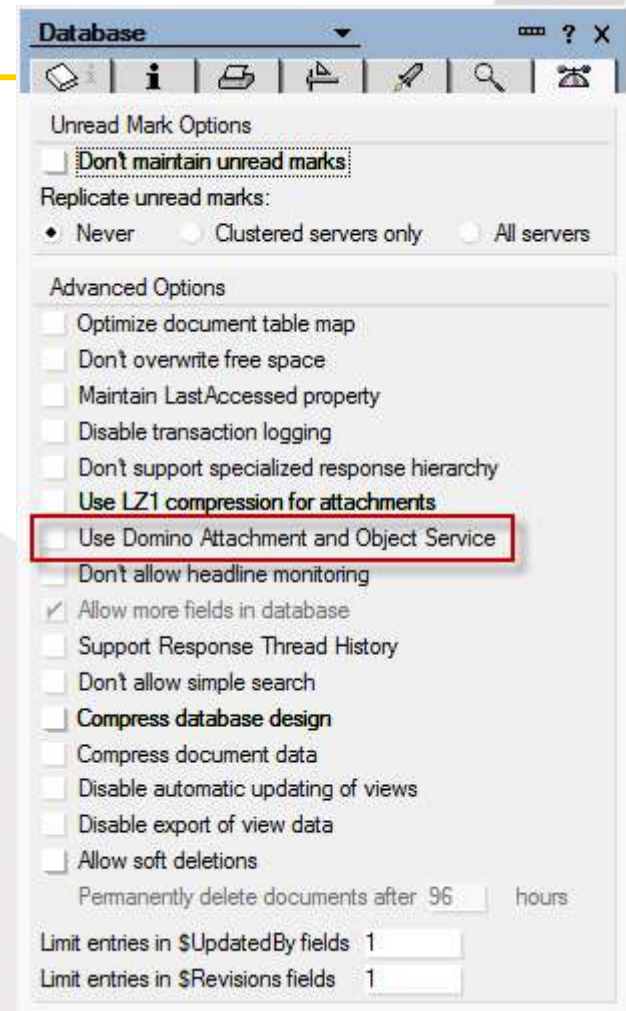 Database ? X
i i
Unread Mark Options
Don't maintain unread marks
Replicate unread marks:
Never Clustered servers only All servers
Advanced Options
Optimize document table map
Don't overwrite free space
Maintain LastAccessed property
Disable transaction logging
Don't support specialized response hierarchy
Use LZ1 compression for attachments
Use Domino Attachment and Object Service
Don't allow headline monitoring
Allow more fields in database
Support Response Thread History
Don't allow simple search
Compress database design
Compress document data
Disable automatic updating of views
Disable export of view data
Allow soft deletions
Permanently delete documents after 96 hours
Limit entries in $UpdatedBy fields 1
Limit entries in $Revisions fields 1